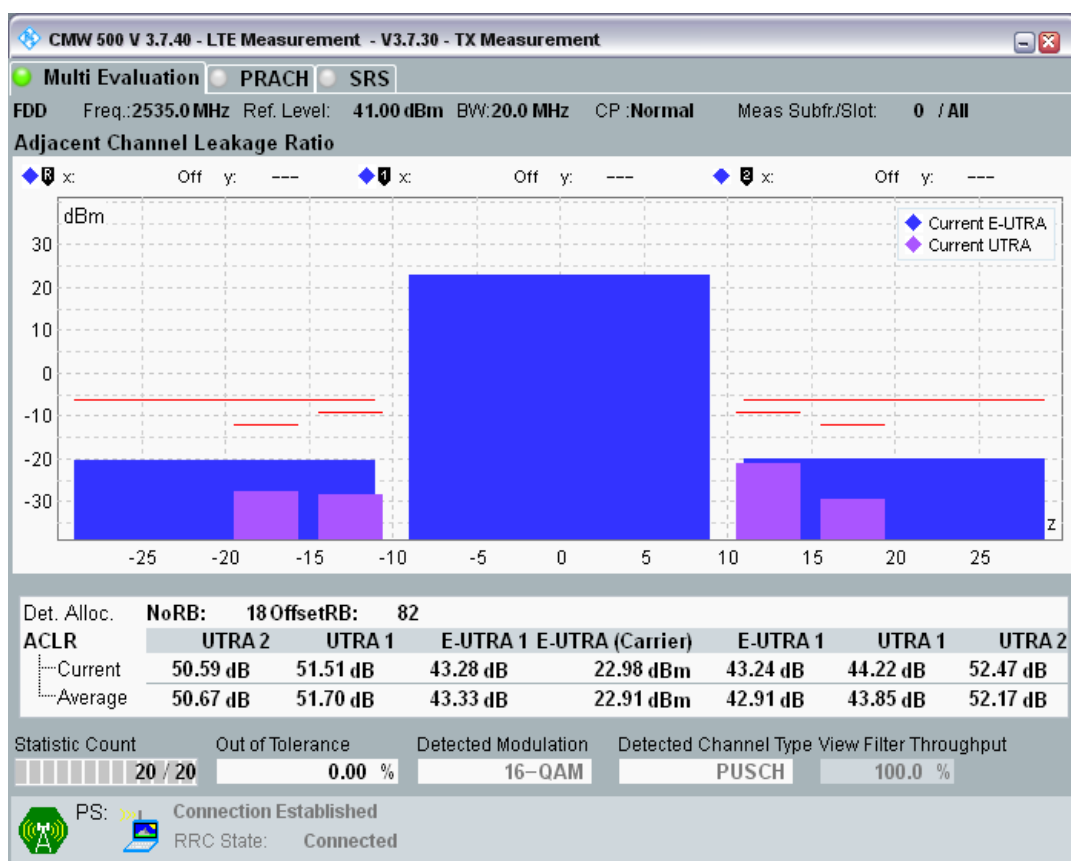 CMW 500 V 3.7.40 - LTE Measurement - V3.7.30 - TX Measurement
Multi Evaluation PRACH SRS
FDD Freq.:2535.0 MHz Ref. Level: 41.00 dBm BW:20.0 MHz CP :Normal Meas Subfr./Slot: 0 / All
Adjacent Channel Leakage Ratio
R x: Off y: --- 1 x: Off y: --- 2 x: Off y: ---
dBm
Current E-UTRA
Current UTRA
30
20
10
0
-10
-20
-30
z
-25 -20 -15 -10 -5 0 5 10 15 20 25
Det. Alloc. NoRB: 18 OffsetRB: 82
ACLR UTRA 2 UTRA 1 E-UTRA 1 E-UTRA (Carrier) E-UTRA 1 UTRA 1 UTRA 2
Current 50.59 dB 51.51 dB 43.28 dB 22.98 dBm 43.24 dB 44.22 dB 52.47 dB
Average 50.67 dB 51.70 dB 43.33 dB 22.91 dBm 42.91 dB 43.85 dB 52.17 dB
Statistic Count Out of Tolerance Detected Modulation Detected Channel Type View Filter Throughput
20 / 20 0.00 % 16-QAM PUSCH 100.0 %
PS: Connection Established
RRC State: Connected